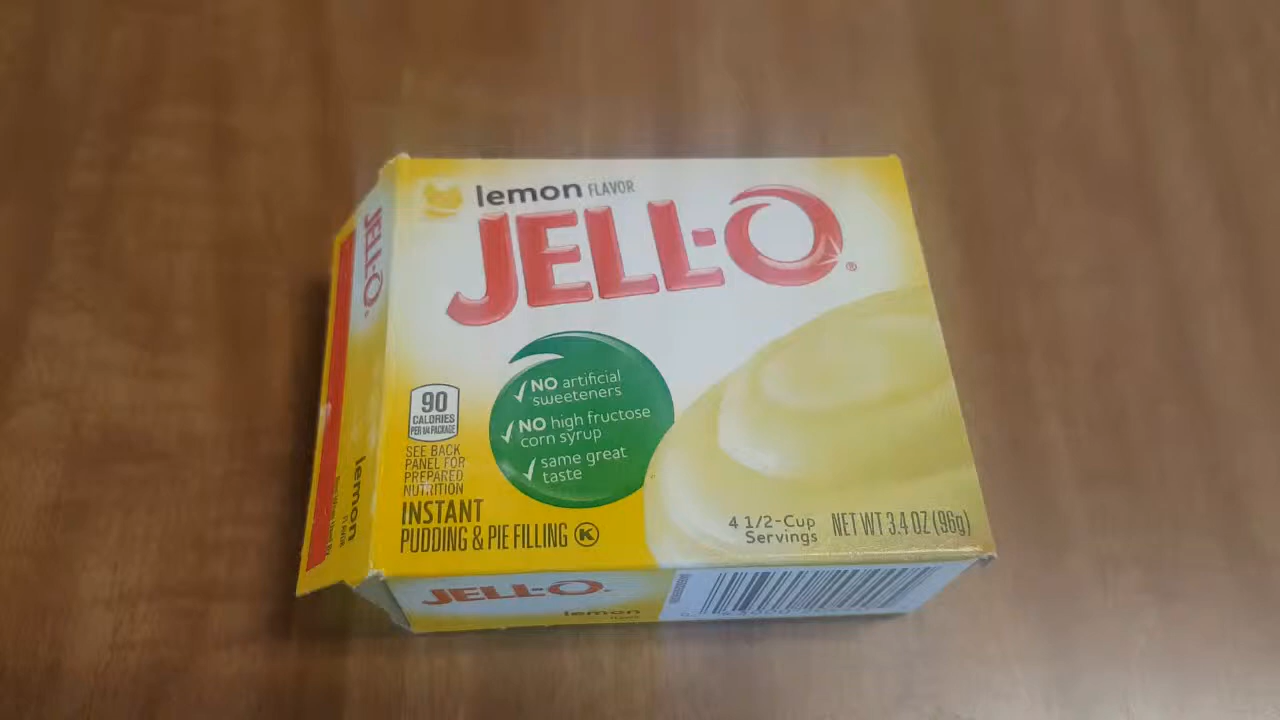 lemon FLAVOR
JELL-O®
NO artificial
sweeteners
NO high fructose
corn syrup
same great
taste
90
CALORIES
PER 1/4 PACKAGE
SEE BACK
PANEL FOR
PREPARED
NUTRITION
INSTANT
PUDDING & PIE FILLING K
4 1/2-Cup
Servings
NET WT 3.4 OZ (96g)
JELL-O
lemon
FLAVOR
JELL-O
lemon